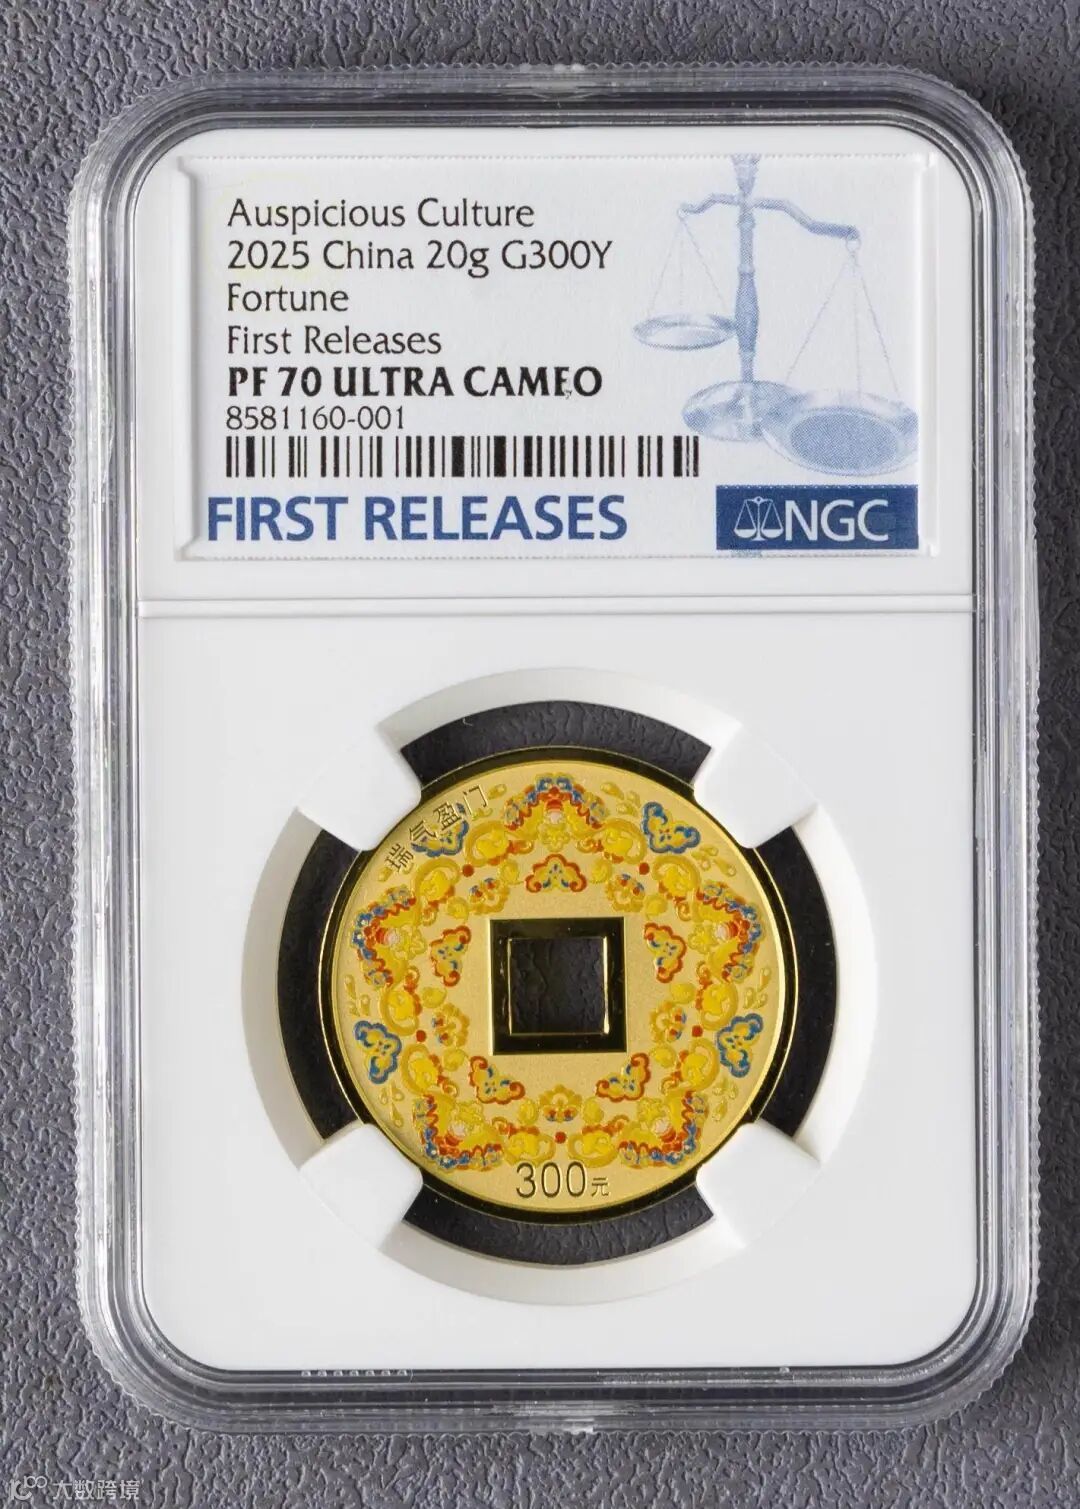 Auspicious Culture
2025 China 20g G300Y
Fortune
First Releases
PF 70 ULTRA CAMEO
8581160-001
FIRST RELEASES
NGC
瑞气盈门
300元
大数跨境